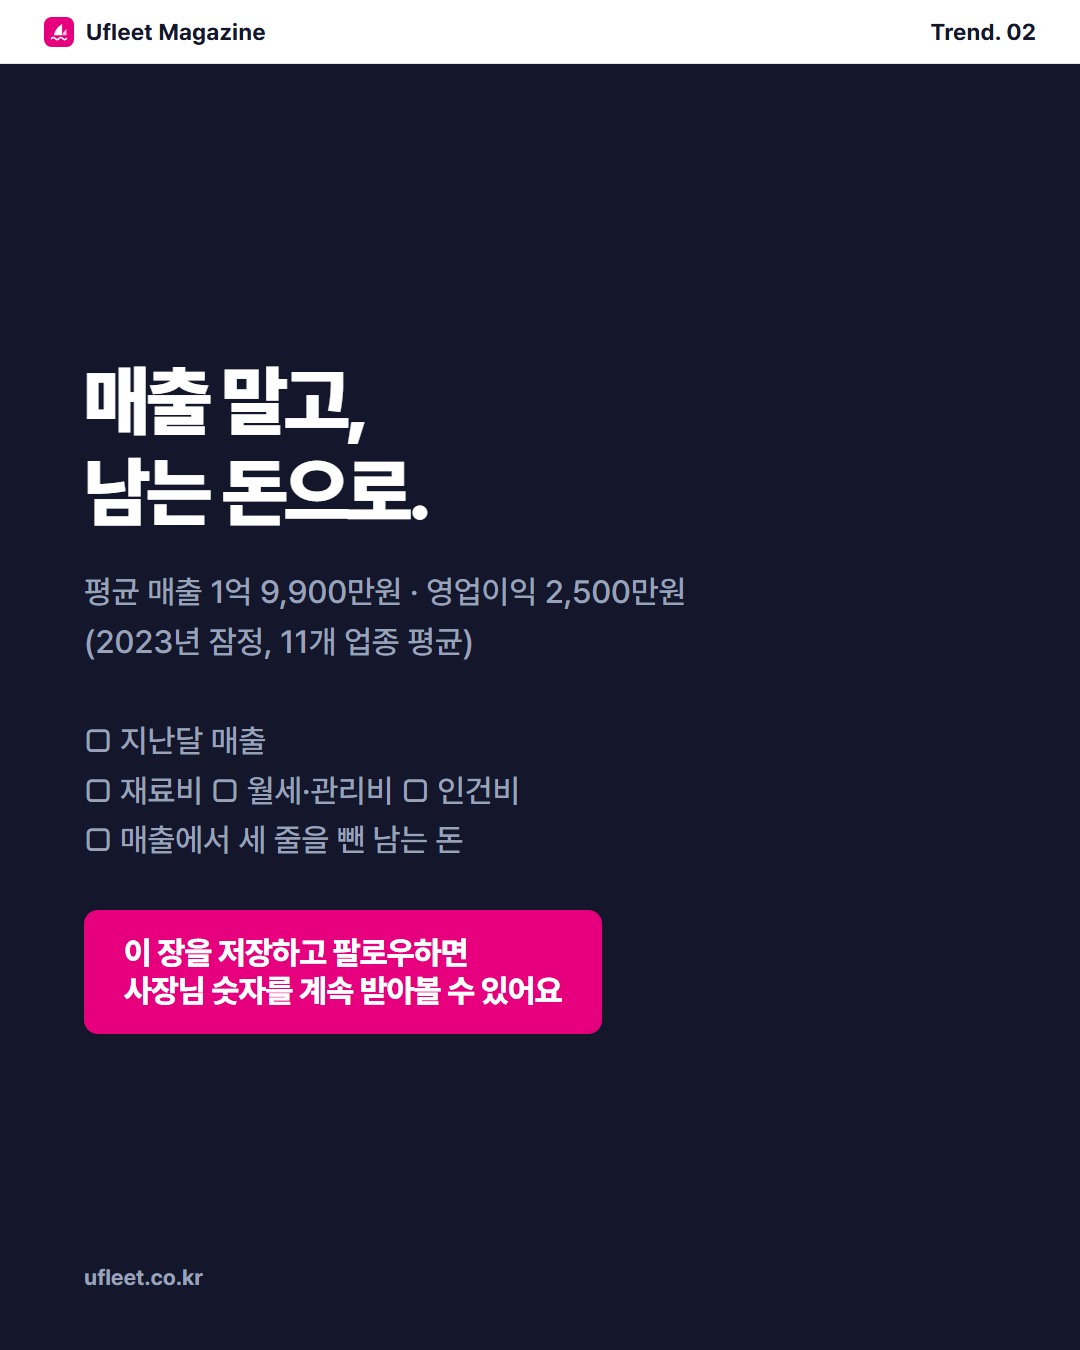 Ufleet Magazine
Trend. 02
매출 말고,
남는 돈으로.
평균 매출 1억 9,900만원 · 영업이익 2,500만원
(2023년 잠정, 11개 업종 평균)
▢ 지난달 매출
▢ 재료비 ▢ 월세·관리비 ▢ 인건비
▢ 매출에서 세 줄을 뺀 남는 돈
이 장을 저장하고 팔로우하면
사장님 숫자를 계속 받아볼 수 있어요
ufleet.co.kr